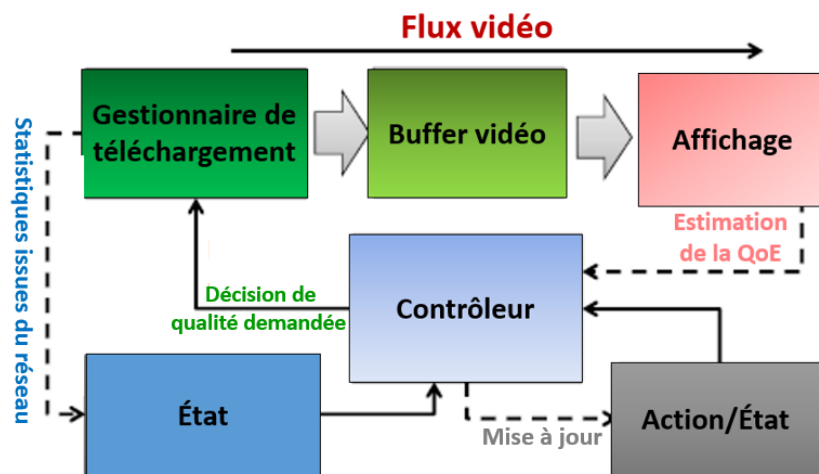 Flux vidéo
Gestionnaire de
téléchargement
Buffer vidéo
Affichage
Statistiques issues du réseau
Estimation
de la QoE
Contrôleur
Décision de
qualité demandée
État
Mise à jour
Action/État